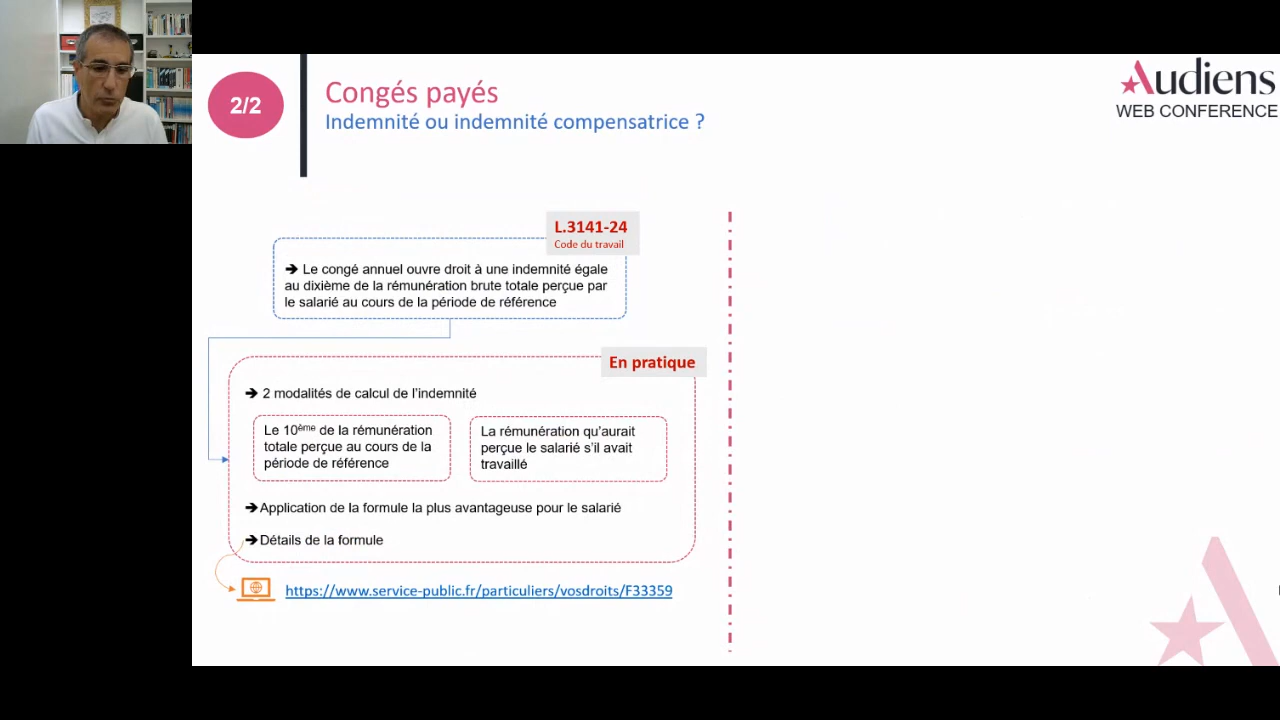 2/2
Congés payés
Indemnité ou indemnité compensatrice ?
Audiens
WEB CONFERENCE
L.3141-24
Code du travail
➔ Le congé annuel ouvre droit à une indemnité égale
au dixième de la rémunération brute totale perçue par
le salarié au cours de la période de référence
En pratique
➔ 2 modalités de calcul de l’indemnité
Le 10ème de la rémunération
totale perçue au cours de la
période de référence
La rémunération qu’aurait
perçue le salarié s’il avait
travaillé
➔Application de la formule la plus avantageuse pour le salarié
➔Détails de la formule
https://www.service-public.fr/particuliers/vosdroits/F33359